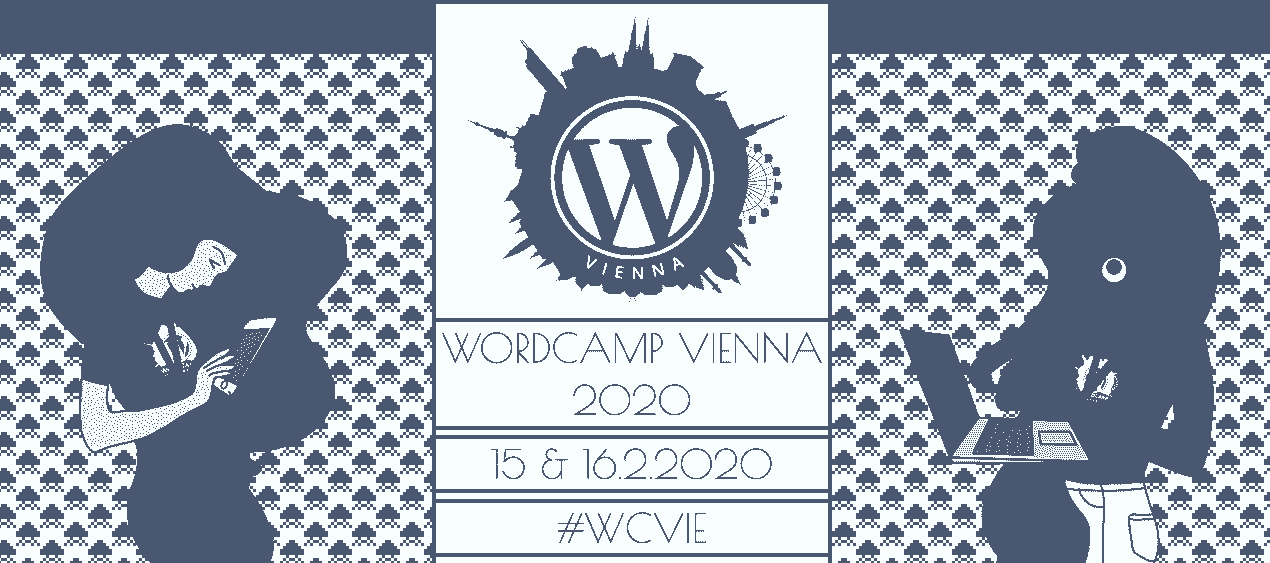 W
VIENNA
WORDCAMP VIENNA
2020
15 & 16.2.2020
#WCVIE